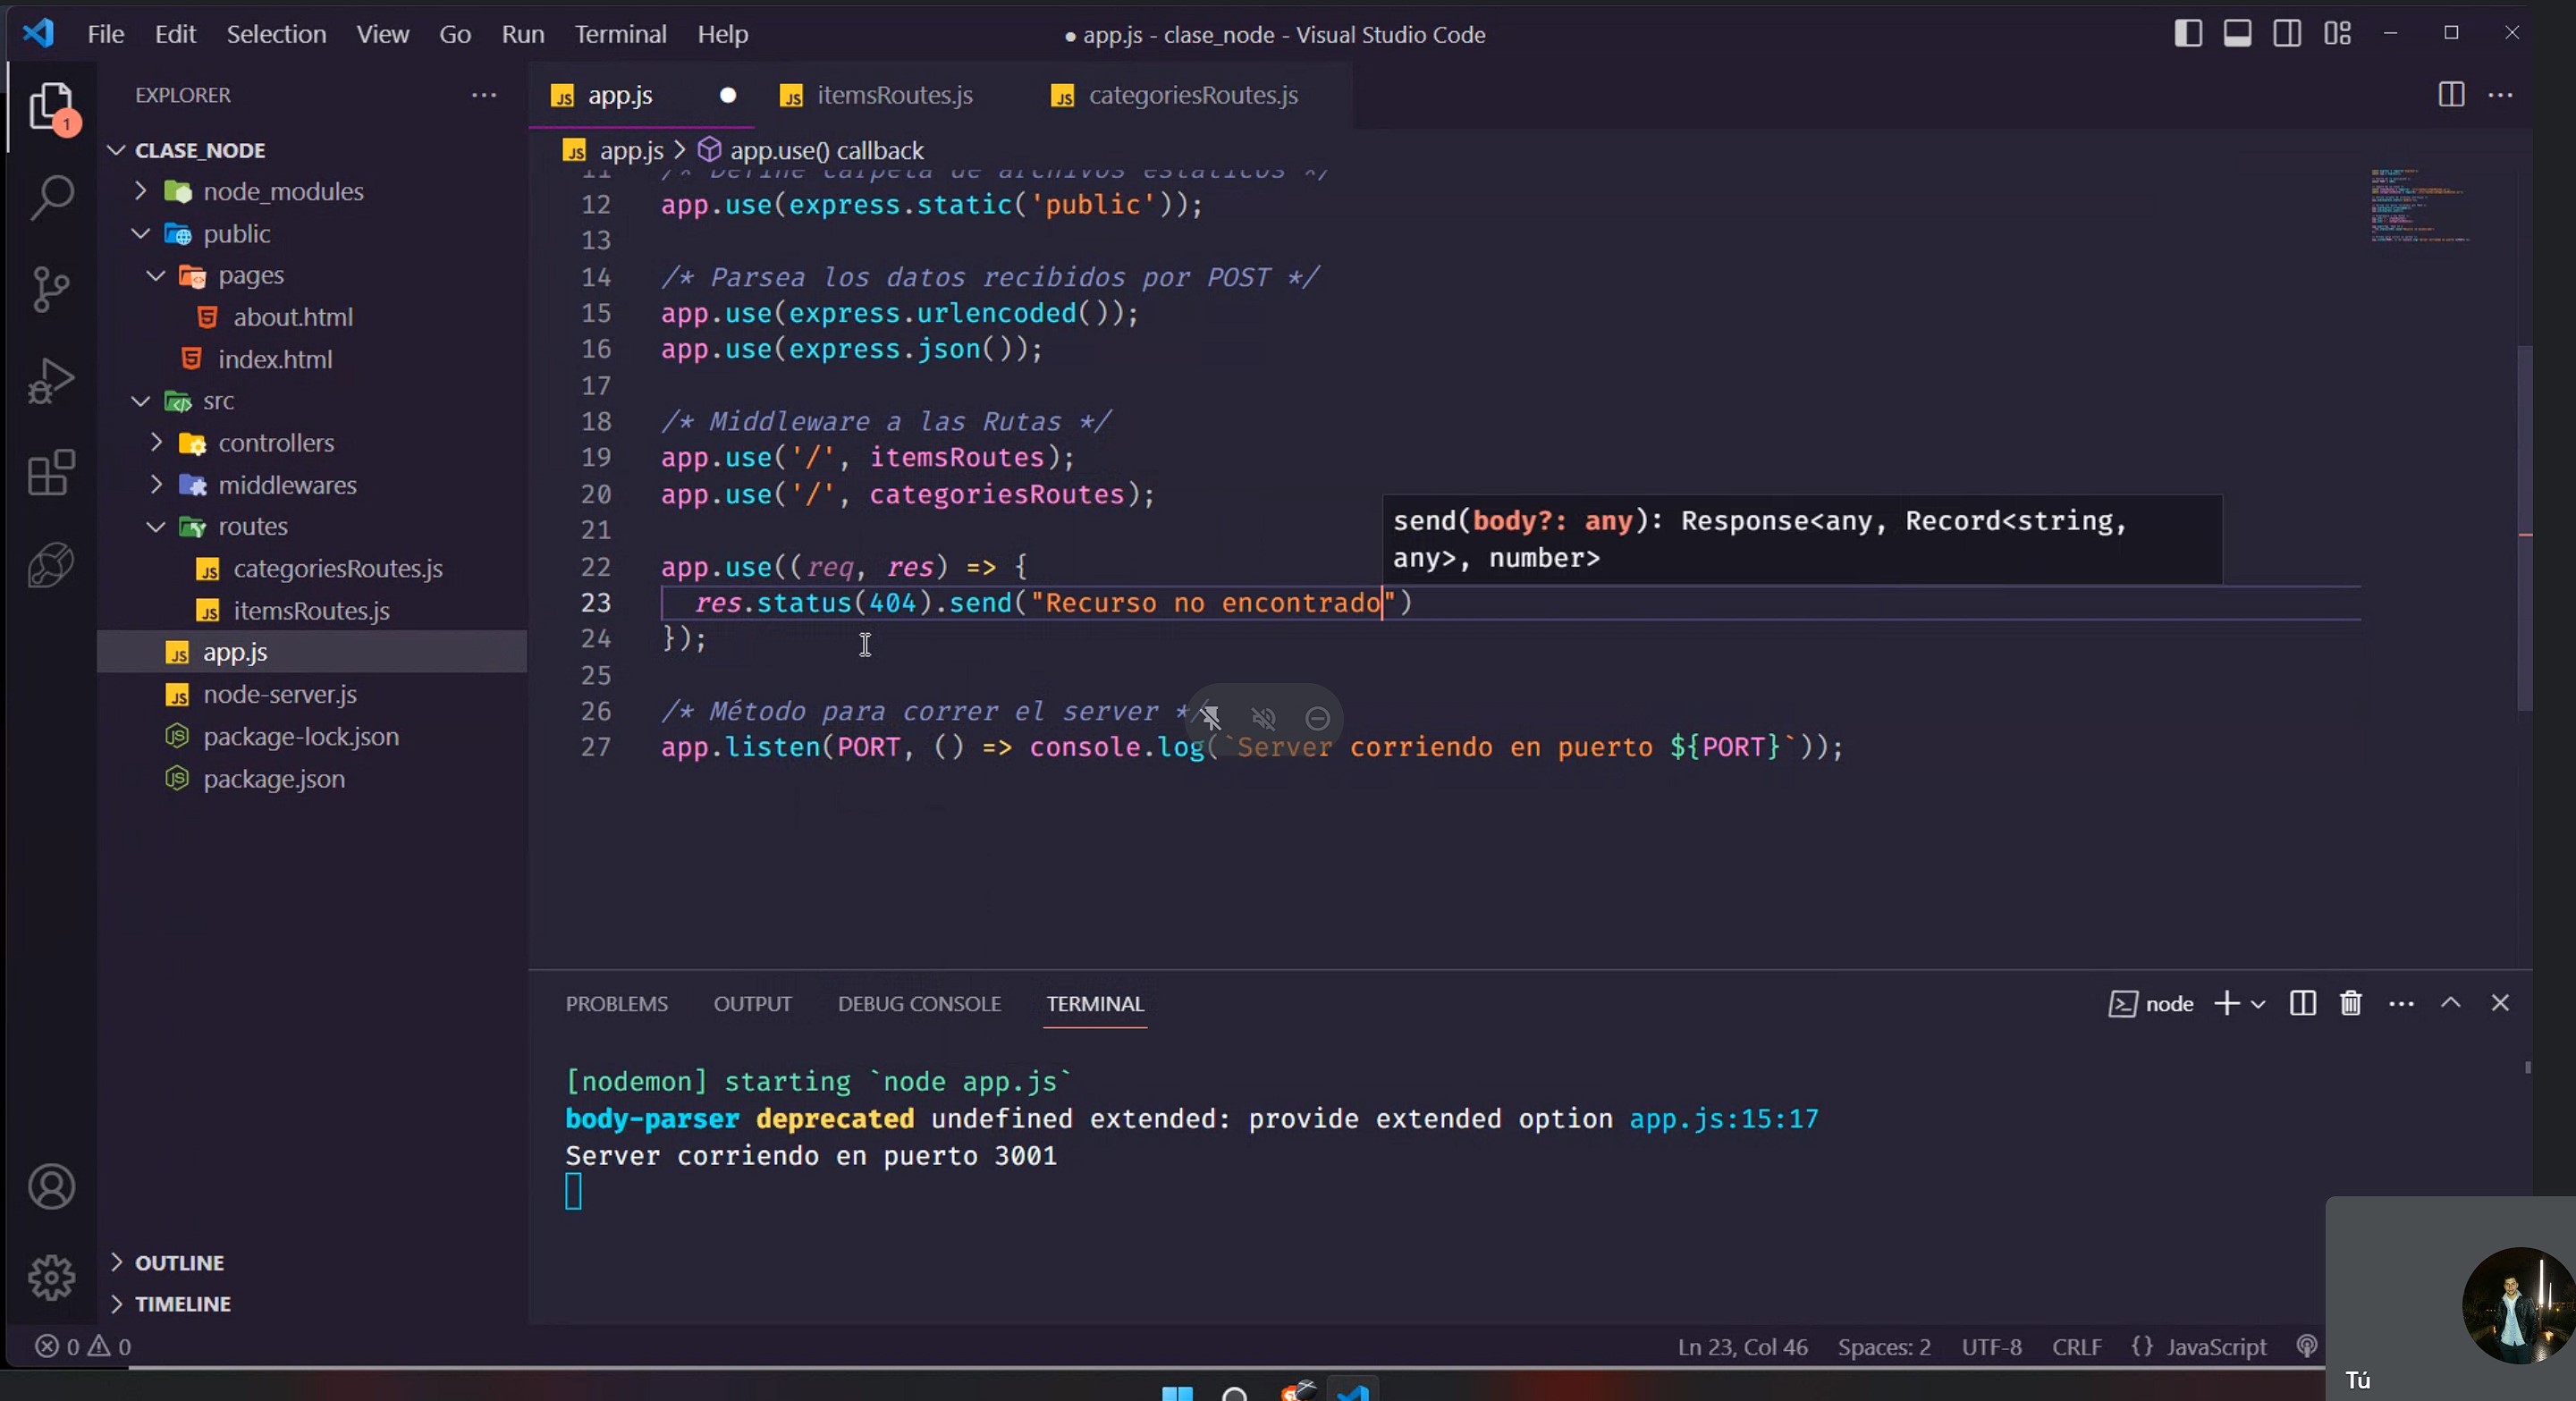 File Edit Selection View Go Run Terminal Help
● app.js - clase_node - Visual Studio Code
EXPLORER
1
CLASE_NODE
node_modules
public
pages
about.html
index.html
src
controllers
middlewares
routes
categoriesRoutes.js
itemsRoutes.js
app.js
node-server.js
package-lock.json
package.json
OUTLINE
TIMELINE
JS app.js ●
JS itemsRoutes.js
JS categoriesRoutes.js
JS app.js > app.use() callback
11 /* Define carpeta de archivos estáticos */
12 app.use(express.static('public'));
13
14 /* Parsea los datos recibidos por POST */
15 app.use(express.urlencoded());
16 app.use(express.json());
17
18 /* Middleware a las Rutas */
19 app.use('/', itemsRoutes);
20 app.use('/', categoriesRoutes);
21
send(body?: any): Response<any, Record<string,
any>, number>
22 app.use((req, res) => {
23 res.status(404).send("Recurso no encontrado")
24 });
25
26 /* Método para correr el server */
27 app.listen(PORT, () => console.log(`Server corriendo en puerto ${PORT}`));
PROBLEMS OUTPUT DEBUG CONSOLE TERMINAL
node
[nodemon] starting `node app.js`
body-parser deprecated undefined extended: provide extended option app.js:15:17
Server corriendo en puerto 3001
0 0
Ln 23, Col 46 Spaces: 2 UTF-8 CRLF {} JavaScript
Tú